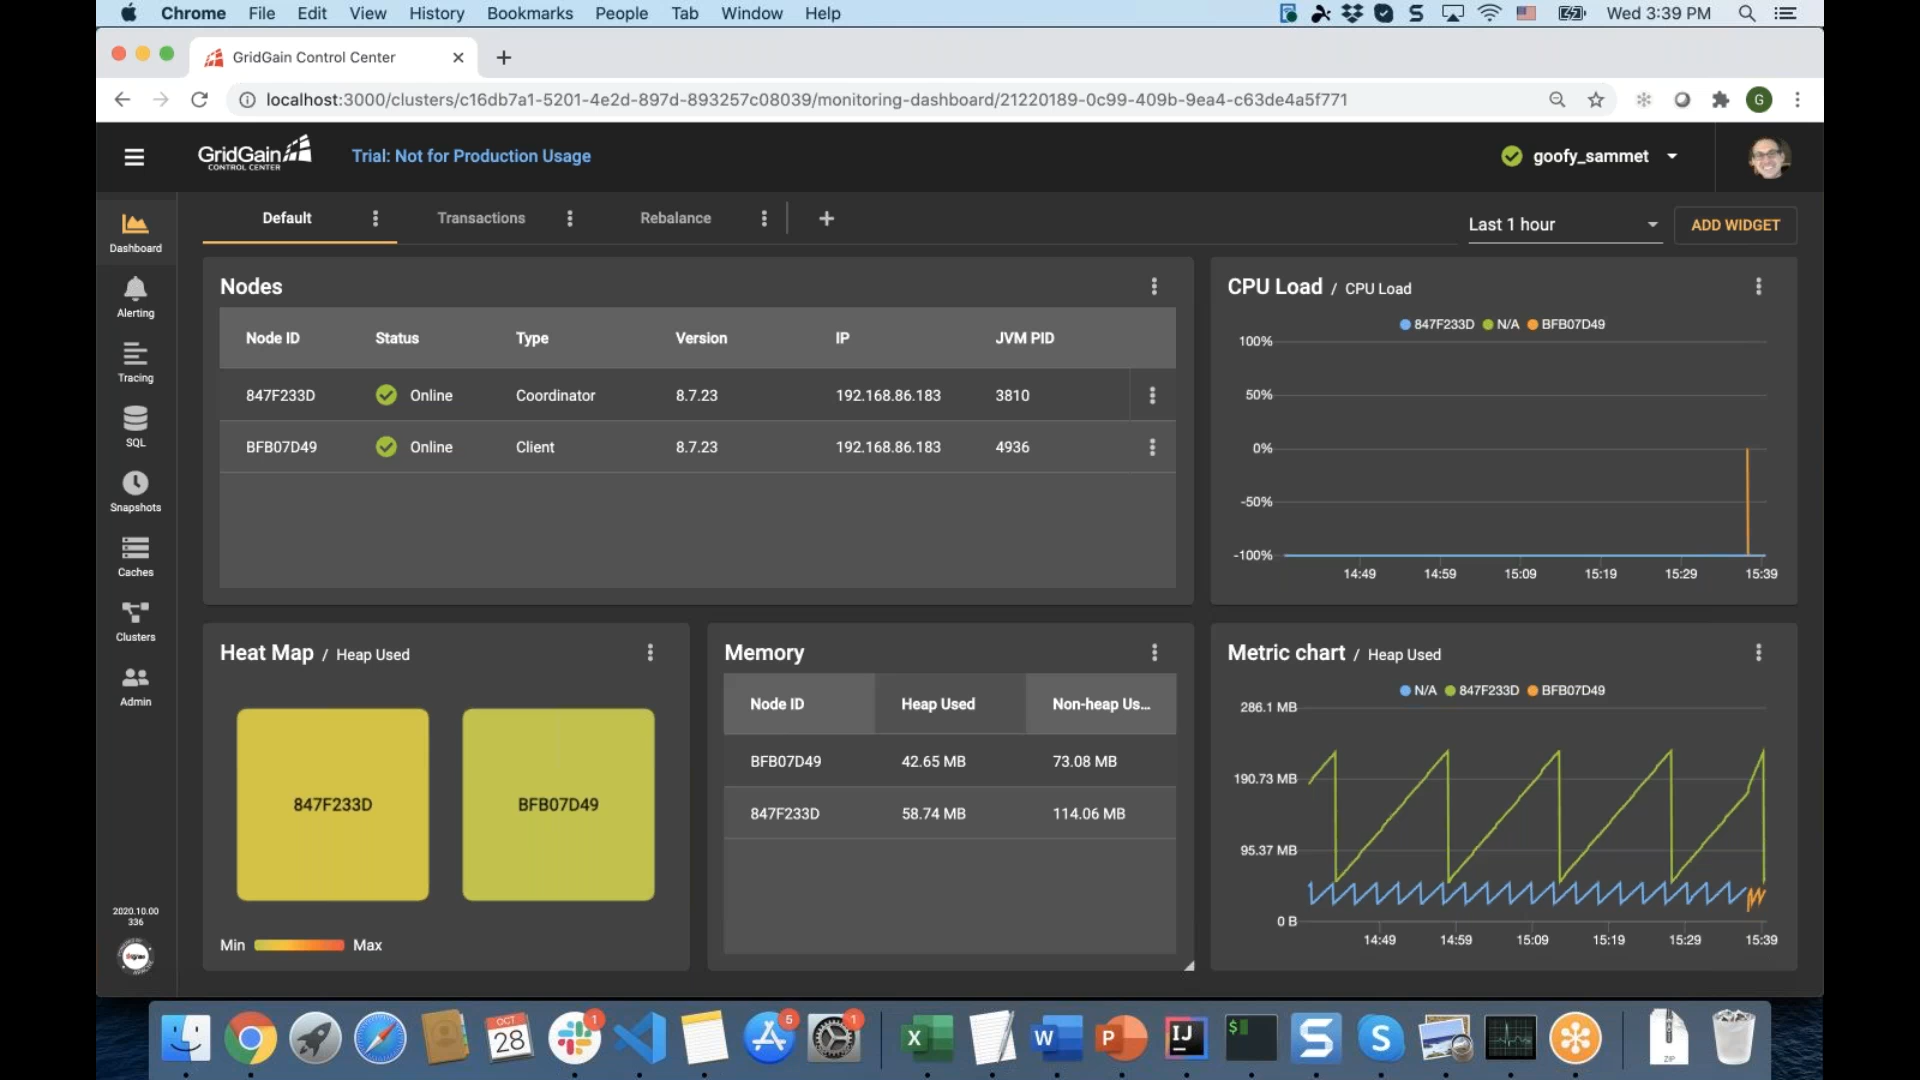 Chrome File Edit View History Bookmarks People Tab Window Help
Wed 3:39 PM
GridGain Control Center
localhost:3000/clusters/c16db7a1-5201-4e2d-897d-893257c08039/monitoring-dashboard/21220189-0c99-409b-9ea4-c63de4a5f771
G
GridGain
CONTROL CENTER
Trial: Not for Production Usage
goofy_sammet
Dashboard
Alerting
Tracing
SQL
Snapshots
Caches
Clusters
Admin
2020.10.00
336
Default Transactions Rebalance
Last 1 hour
ADD WIDGET
Nodes
Node ID Status Type Version IP JVM PID
847F233D Online Coordinator 8.7.23 192.168.86.183 3810
BFB07D49 Online Client 8.7.23 192.168.86.183 4936
CPU Load / CPU Load
847F233D N/A BFB07D49
100%
50%
0%
-50%
-100%
14:49 14:59 15:09 15:19 15:29 15:39
Heat Map / Heap Used
847F233D BFB07D49
Min Max
Memory
Node ID Heap Used Non-heap Us...
BFB07D49 42.65 MB 73.08 MB
847F233D 58.74 MB 114.06 MB
Metric chart / Heap Used
N/A 847F233D BFB07D49
286.1 MB
190.73 MB
95.37 MB
0 B
14:49 14:59 15:09 15:19 15:29 15:39
OCT
28
1
5
1
X
W
P
IJ
$
S
S
ZIP